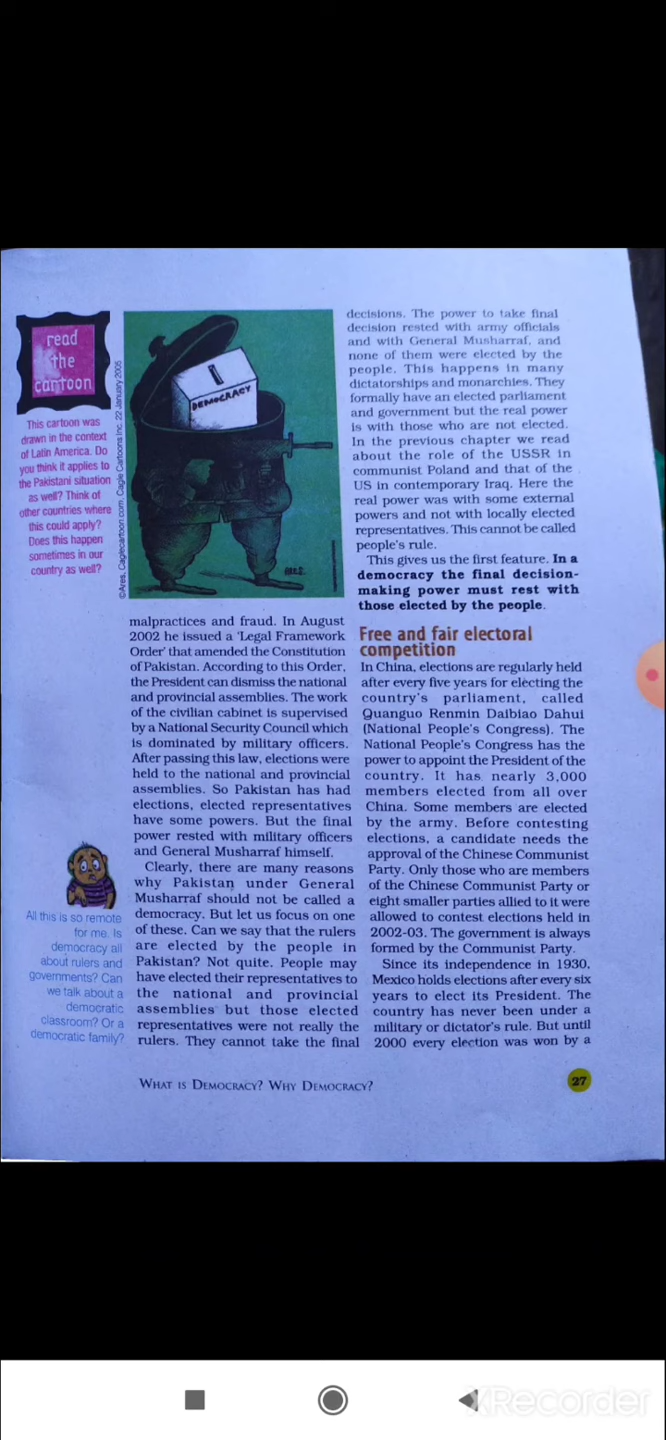 read
the
cartoon
This cartoon was
drawn in the context
of Latin America. Do
you think it applies to
the Pakistani situation
as well? Think of
other countries where
this could apply?
Does this happen
sometimes in our
country as well?
©Ares, Caglecartoon.com, Cagle Cartoons Inc. 22 January 2005
DEMOCRACY
ARES
malpractices and fraud. In August
2002 he issued a 'Legal Framework
Order' that amended the Constitution
of Pakistan. According to this Order,
the President can dismiss the national
and provincial assemblies. The work
of the civilian cabinet is supervised
by a National Security Council which
is dominated by military officers.
After passing this law, elections were
held to the national and provincial
assemblies. So Pakistan has had
elections, elected representatives
have some powers. But the final
power rested with military officers
and General Musharraf himself.
Clearly, there are many reasons
why Pakistan under General
Musharraf should not be called a
democracy. But let us focus on one
of these. Can we say that the rulers
are elected by the people in
Pakistan? Not quite. People may
have elected their representatives to
the national and provincial
assemblies but those elected
representatives were not really the
rulers. They cannot take the final
All this is so remote
for me. Is
democracy all
about rulers and
governments? Can
we talk about a
democratic
classroom? Or a
democratic family?
decisions. The power to take final
decision rested with army officials
and with General Musharraf, and
none of them were elected by the
people. This happens in many
dictatorships and monarchies. They
formally have an elected parliament
and government but the real power
is with those who are not elected.
In the previous chapter we read
about the role of the USSR in
communist Poland and that of the
US in contemporary Iraq. Here the
real power was with some external
powers and not with locally elected
representatives. This cannot be called
people's rule.
This gives us the first feature. In a
democracy the final decision-
making power must rest with
those elected by the people.
Free and fair electoral
competition
In China, elections are regularly held
after every five years for electing the
country's parliament, called
Quanguo Renmin Daibiao Dahui
(National People's Congress). The
National People's Congress has the
power to appoint the President of the
country. It has nearly 3,000
members elected from all over
China. Some members are elected
by the army. Before contesting
elections, a candidate needs the
approval of the Chinese Communist
Party. Only those who are members
of the Chinese Communist Party or
eight smaller parties allied to it were
allowed to contest elections held in
2002-03. The government is always
formed by the Communist Party.
Since its independence in 1930,
Mexico holds elections after every six
years to elect its President. The
country has never been under a
military or dictator's rule. But until
2000 every election was won by a
WHAT IS DEMOCRACY? WHY DEMOCRACY?
27
XRecorder